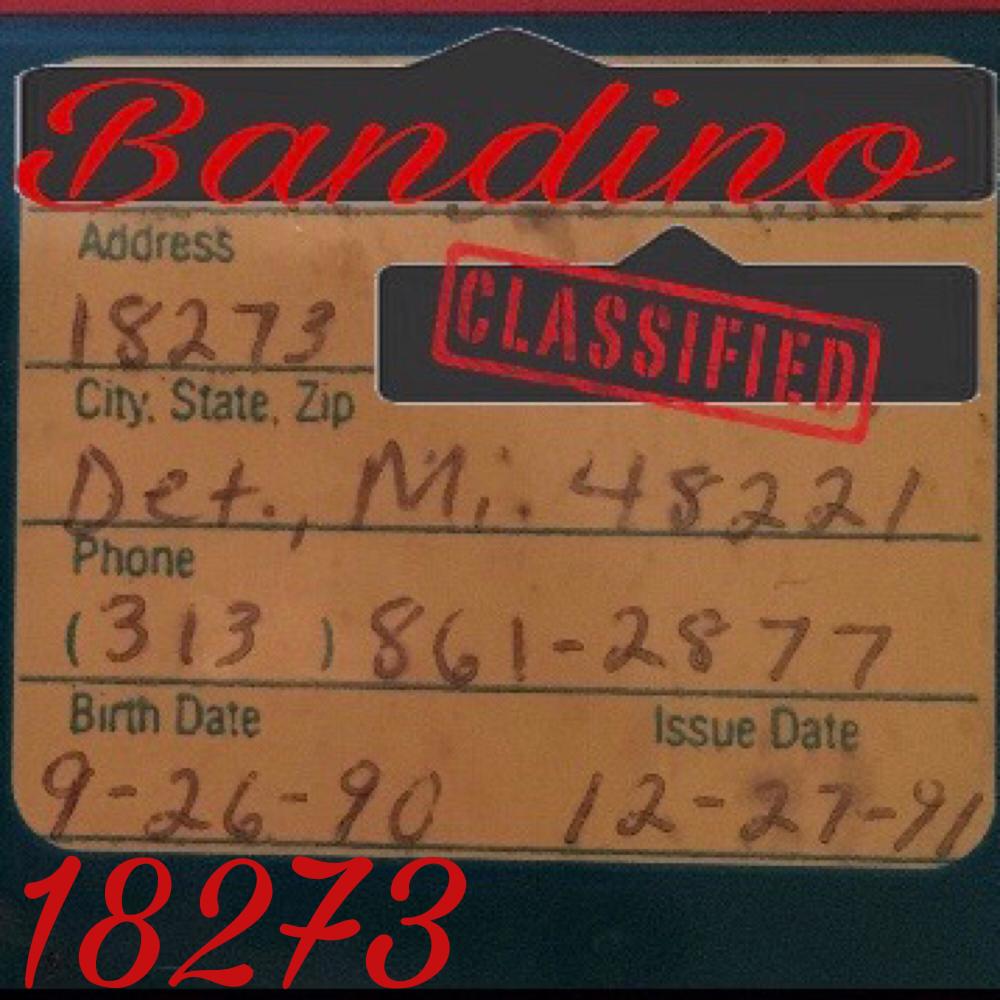 Bandino
Address
18273
CLASSIFIED
City, State, Zip
Det., Mi. 48221
Phone
(313) 861-2877
Birth Date Issue Date
9-26-90 12-27-91
18273